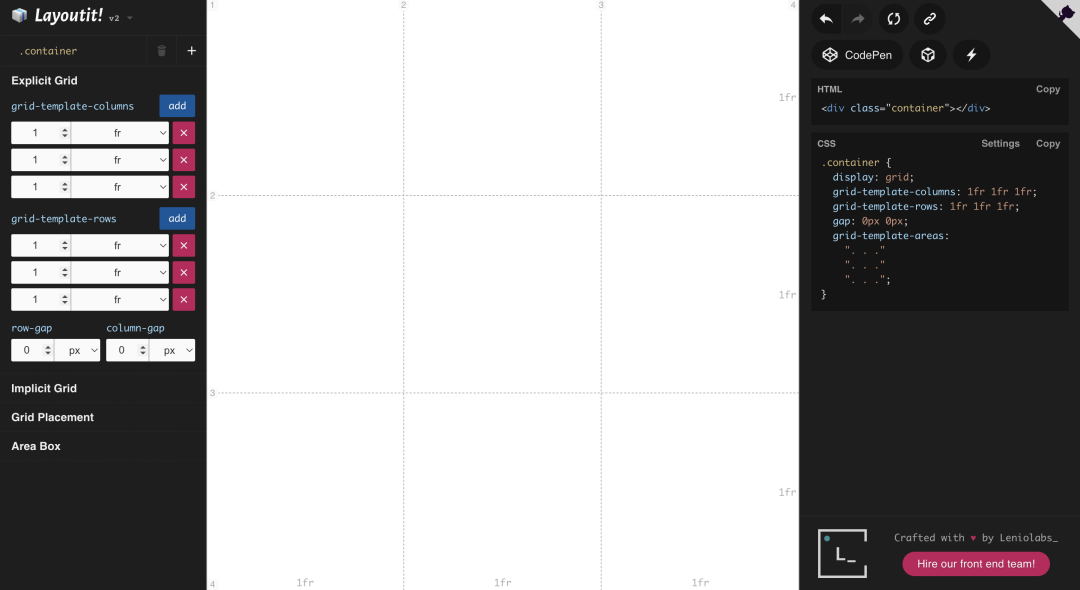 Layoutit! v2
.container
Explicit Grid
grid-template-columns add
1 fr
1 fr
1 fr
grid-template-rows add
1 fr
1 fr
1 fr
row-gap column-gap
0 px 0 px
Implicit Grid
Grid Placement
Area Box
1 2 3 4
1fr
2
1fr
3
1fr
4 1fr 1fr 1fr
CodePen
HTML Copy
<div class="container"></div>
CSS Settings Copy
.container {
display: grid;
grid-template-columns: 1fr 1fr 1fr;
grid-template-rows: 1fr 1fr 1fr;
gap: 0px 0px;
grid-template-areas:
". . ."
". . ."
". . .";
}
L_
Crafted with ♥ by Leniolabs_
Hire our front end team!